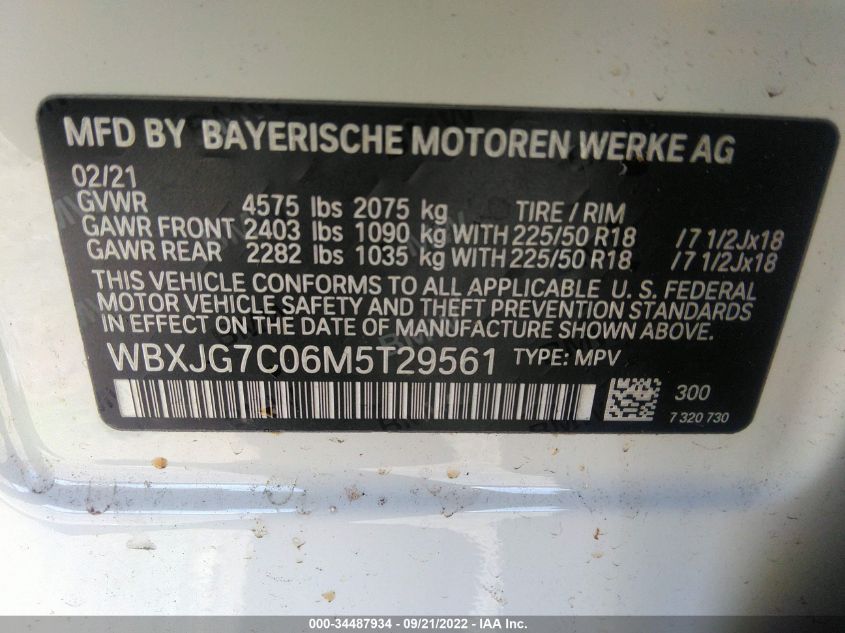 MFD BY BAYERISCHE MOTOREN WERKE AG
02/21
GVWR 4575 lbs 2075 kg TIRE / RIM
GAWR FRONT 2403 lbs 1090 kg WITH 225/50 R18 /7 1/2Jx18
GAWR REAR 2282 lbs 1035 kg WITH 225/50 R18 /7 1/2Jx18
THIS VEHICLE CONFORMS TO ALL APPLICABLE U. S. FEDERAL
MOTOR VEHICLE SAFETY AND THEFT PREVENTION STANDARDS
IN EFFECT ON THE DATE OF MANUFACTURE SHOWN ABOVE.
WBXJG7C06M5T29561 TYPE: MPV
300
7 320 730
000-34487934 - 09/21/2022 - IAA Inc.